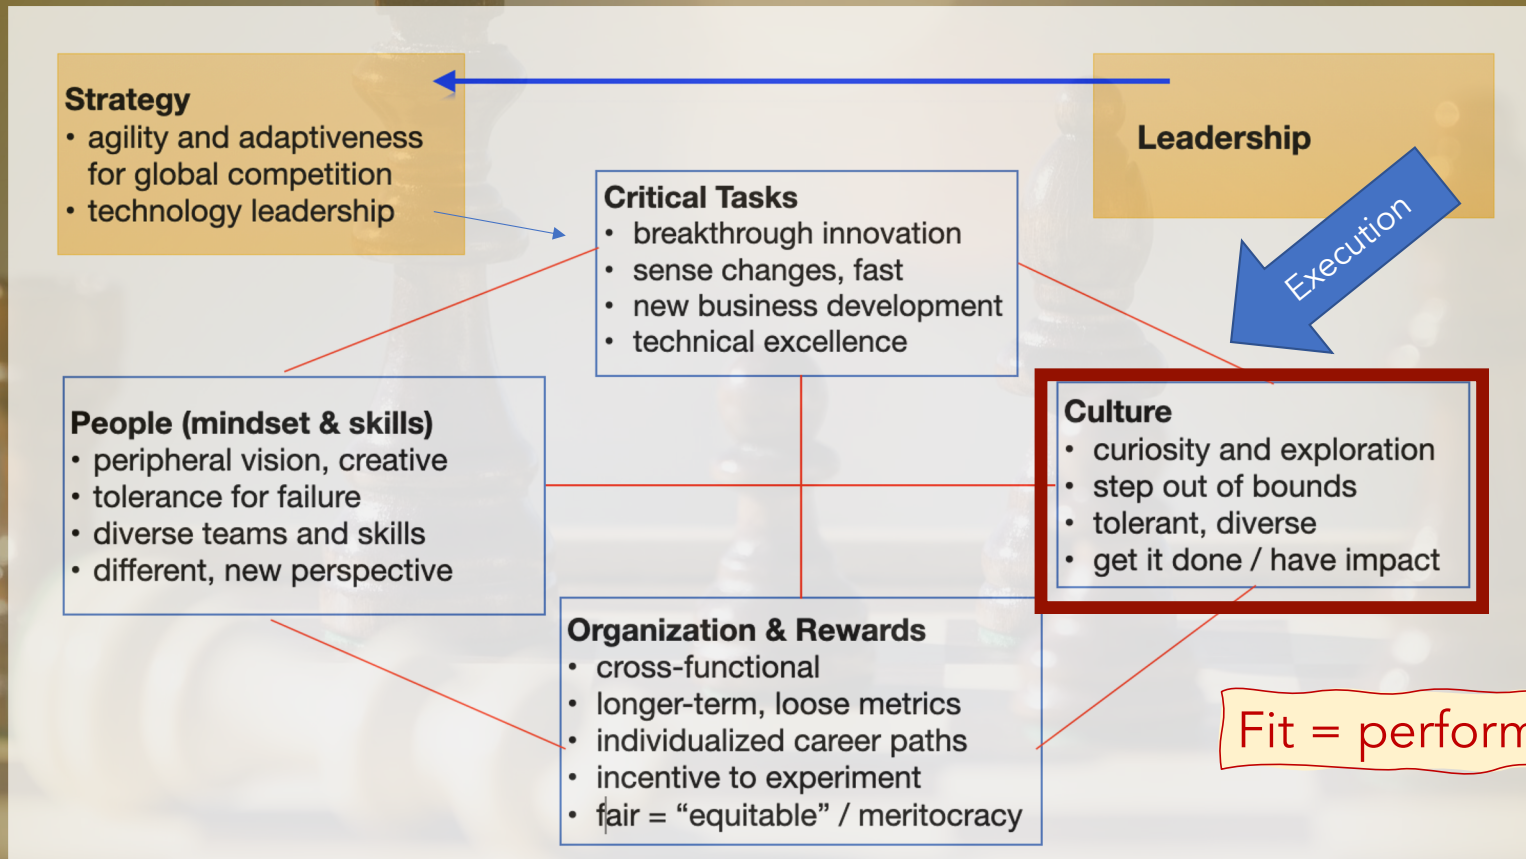 Strategy
• agility and adaptiveness
for global competition
• technology leadership
Leadership
Execution
Critical Tasks
• breakthrough innovation
• sense changes, fast
• new business development
• technical excellence
People (mindset & skills)
• peripheral vision, creative
• tolerance for failure
• diverse teams and skills
• different, new perspective
Culture
• curiosity and exploration
• step out of bounds
• tolerant, diverse
• get it done / have impact
Organization & Rewards
• cross-functional
• longer-term, loose metrics
• individualized career paths
• incentive to experiment
• fair = “equitable” / meritocracy
Fit = perform